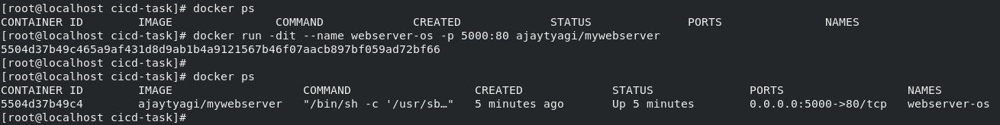 [root@localhost cicd-task]# docker ps
CONTAINER ID        IMAGE               COMMAND             CREATED             STATUS              PORTS               NAMES
[root@localhost cicd-task]# docker run -dit --name webserver-os -p 5000:80 ajaytyagi/mywebserver
5504d37b49c465a9af431d8d9ab1b4a9121567b46f07aacb897bf059ad72bf66
[root@localhost cicd-task]#
[root@localhost cicd-task]# docker ps
CONTAINER ID        IMAGE                   COMMAND                  CREATED             STATUS              PORTS                  NAMES
5504d37b49c4        ajaytyagi/mywebserver   "/bin/sh -c '/usr/sb…"   5 minutes ago       Up 5 minutes        0.0.0.0:5000->80/tcp   webserver-os
[root@localhost cicd-task]#